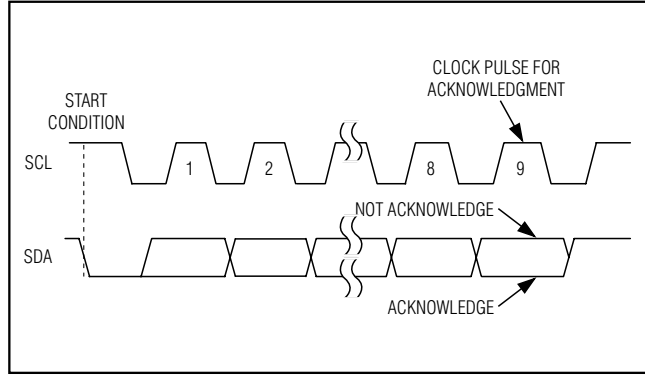 CLOCK PULSE FOR
ACKNOWLEDGMENT
START
CONDITION
SCL
1
2
8
9
NOT ACKNOWLEDGE
SDA
ACKNOWLEDGE